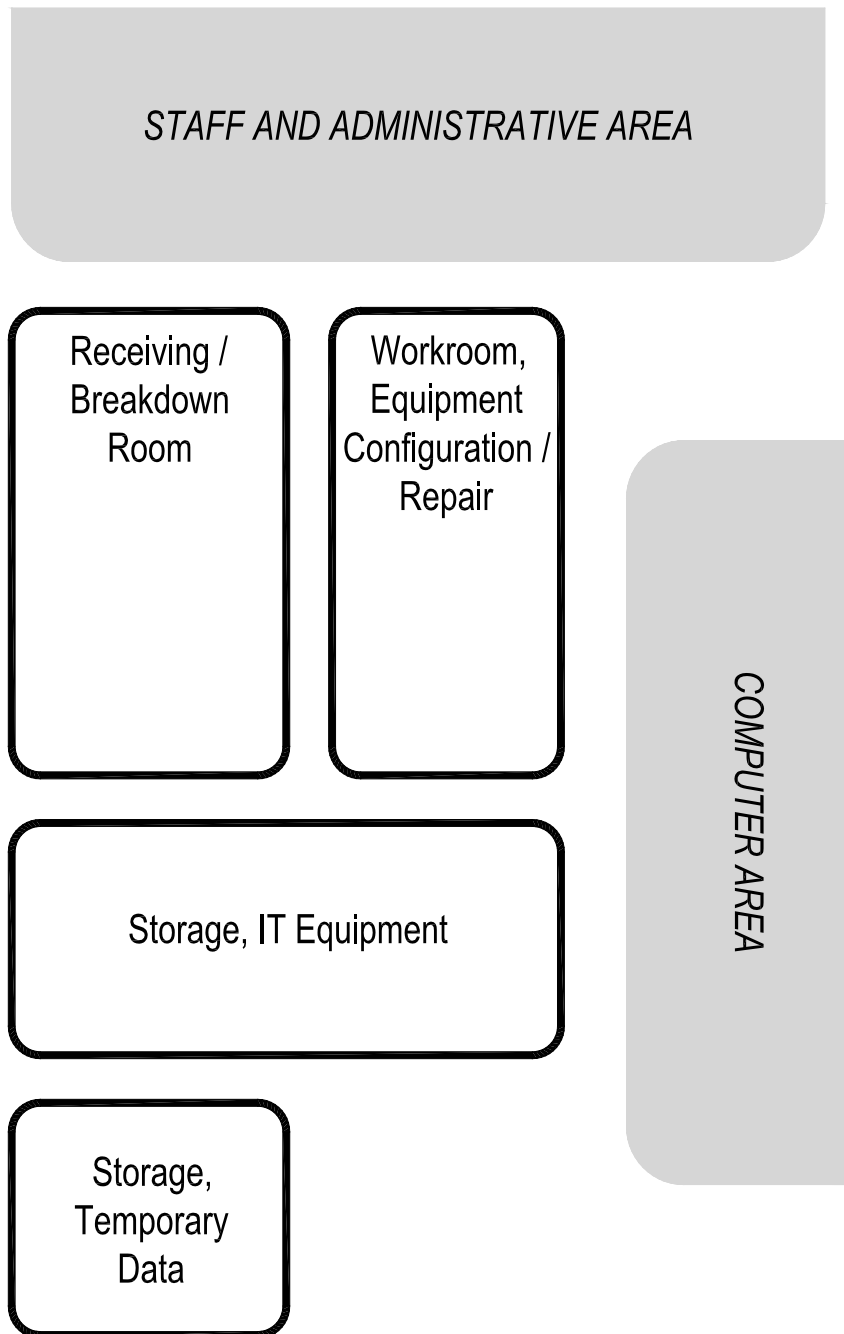 STAFF AND ADMINISTRATIVE AREA
Receiving /
Breakdown
Room
Workroom,
Equipment
Configuration /
Repair
COMPUTER AREA
Storage, IT Equipment
Storage,
Temporary
Data